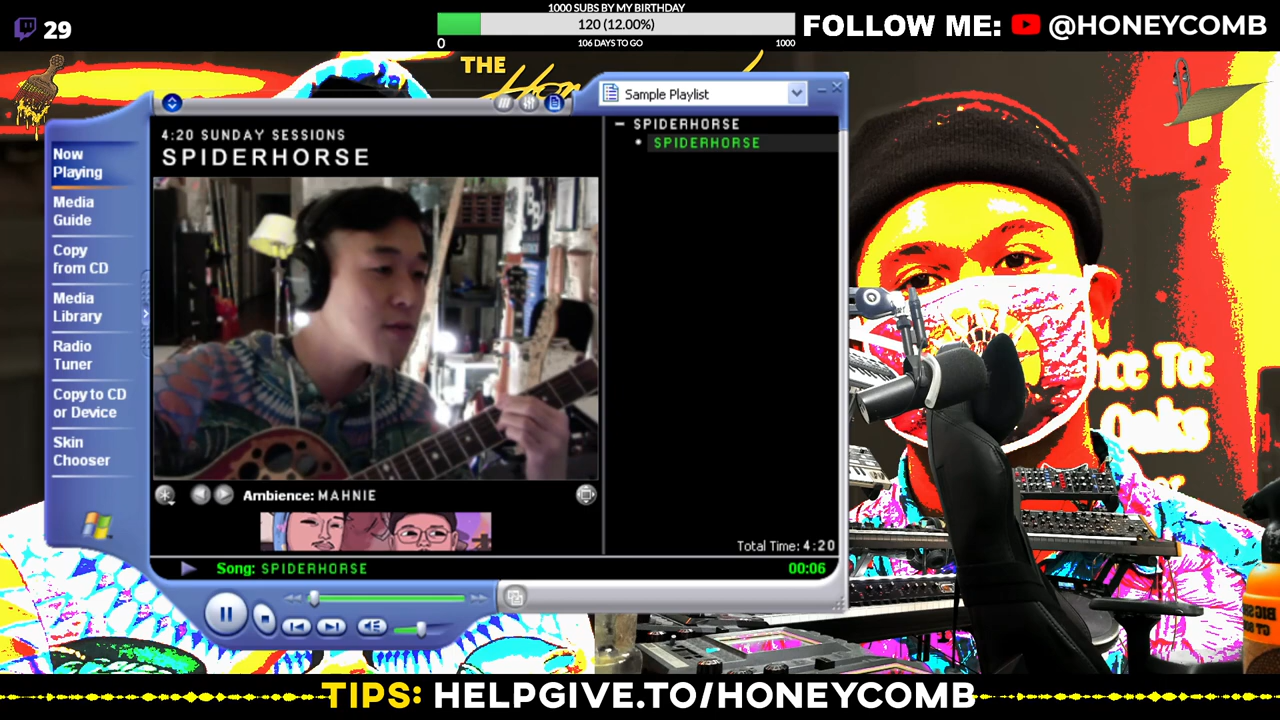 29
1000 SUBS BY MY BIRTHDAY
120 (12.00%)
0
106 DAYS TO GO
1000
FOLLOW ME: @HONEYCOMB
THE
Sample Playlist
4:20 SUNDAY SESSIONS
SPIDERHORSE
SPIDERHORSE
SPIDERHORSE
Now
Playing
Media
Guide
Copy
from CD
Media
Library
Radio
Tuner
Copy to CD
or Device
Skin
Chooser
Ambience: MAHNIE
Total Time: 4:20
Song: SPIDERHORSE
00:06
To:
Oaks
TIPS: HELPGIVE.TO/HONEYCOMB